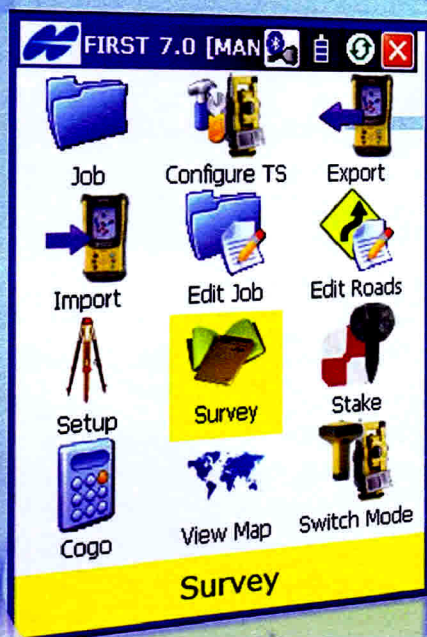 FIRST 7.0 [MAN
Job Configure TS Export
Import Edit Job Edit Roads
Setup Survey Stake
Cogo View Map Switch Mode
Survey